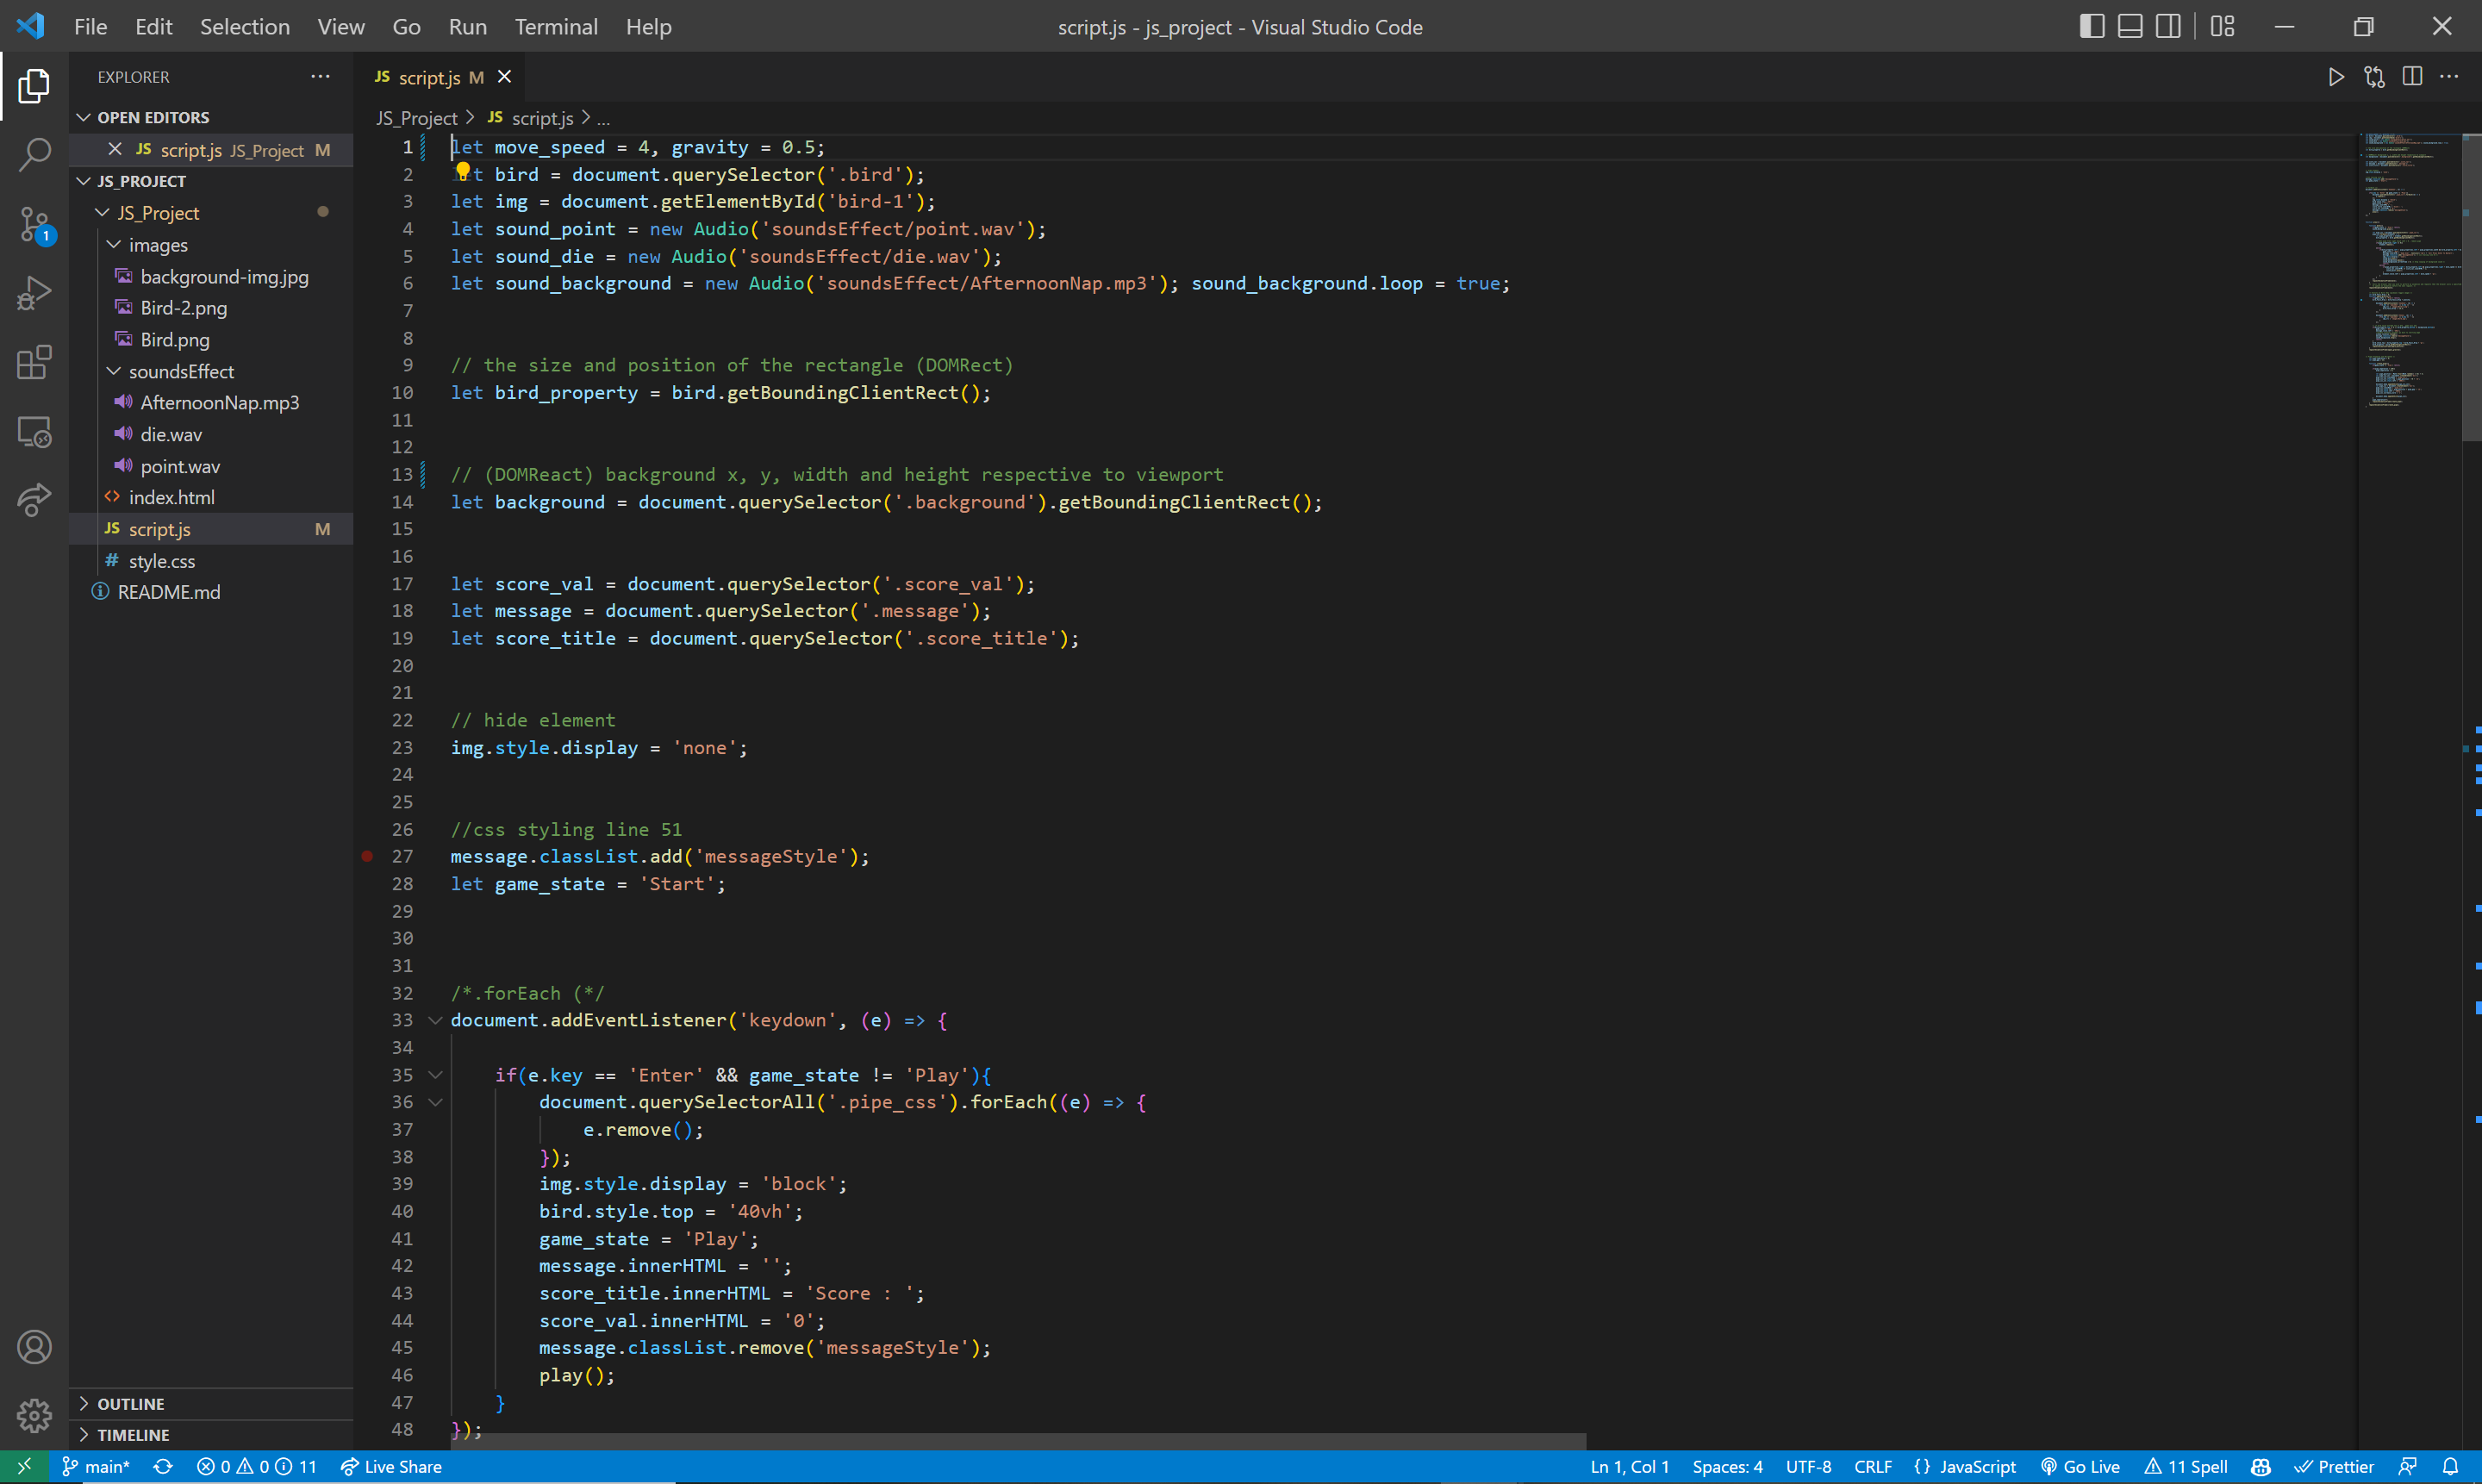 File Edit Selection View Go Run Terminal Help
script.js - js_project - Visual Studio Code
EXPLORER
OPEN EDITORS
JS script.js JS_Project M
JS_PROJECT
JS_Project
images
background-img.jpg
Bird-2.png
Bird.png
soundsEffect
AfternoonNap.mp3
die.wav
point.wav
<> index.html
JS script.js M
# style.css
README.md
OUTLINE
TIMELINE
1
JS script.js M
JS_Project > JS script.js > ...
1 let move_speed = 4, gravity = 0.5;
2 let bird = document.querySelector('.bird');
3 let img = document.getElementById('bird-1');
4 let sound_point = new Audio('soundsEffect/point.wav');
5 let sound_die = new Audio('soundsEffect/die.wav');
6 let sound_background = new Audio('soundsEffect/AfternoonNap.mp3'); sound_background.loop = true;
7
8
9 // the size and position of the rectangle (DOMRect)
10 let bird_property = bird.getBoundingClientRect();
11
12
13 // (DOMReact) background x, y, width and height respective to viewport
14 let background = document.querySelector('.background').getBoundingClientRect();
15
16
17 let score_val = document.querySelector('.score_val');
18 let message = document.querySelector('.message');
19 let score_title = document.querySelector('.score_title');
20
21
22 // hide element
23 img.style.display = 'none';
24
25
26 //css styling line 51
27 message.classList.add('messageStyle');
28 let game_state = 'Start';
29
30
31
32 /*.forEach (*/
33 document.addEventListener('keydown', (e) => {
34
35     if(e.key == 'Enter' && game_state != 'Play'){
36         document.querySelectorAll('.pipe_css').forEach((e) => {
37             e.remove();
38         });
39         img.style.display = 'block';
40         bird.style.top = '40vh';
41         game_state = 'Play';
42         message.innerHTML = '';
43         score_title.innerHTML = 'Score : ';
44         score_val.innerHTML = '0';
45         message.classList.remove('messageStyle');
46         play();
47     }
48 });
main* 0 0 11 Live Share Ln 1, Col 1 Spaces: 4 UTF-8 CRLF {} JavaScript Go Live 11 Spell Prettier